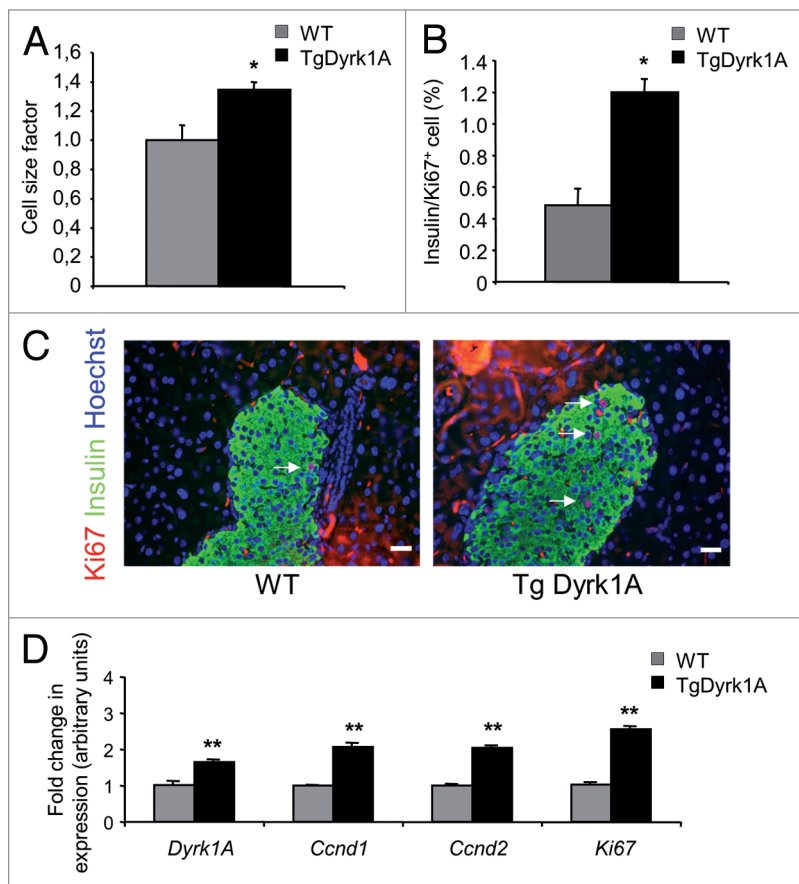 A
WT
TgDyrk1A
Cell size factor
1,6
1,4
1,2
1.0
0,8
0,6
0,4
0,2
0
*
B
WT
TgDyrk1A
Insulin/Ki67⁺ cell (%)
1.4
1.2
1.0
0.8
0.6
0.4
0.2
0
*
C
Ki67 Insulin Hoechst
WT
Tg Dyrk1A
D
WT
TgDyrk1A
Fold change in
expression (arbitrary units)
4
3
2
1
0
** ** ** **
Dyrk1A Ccnd1 Ccnd2 Ki67